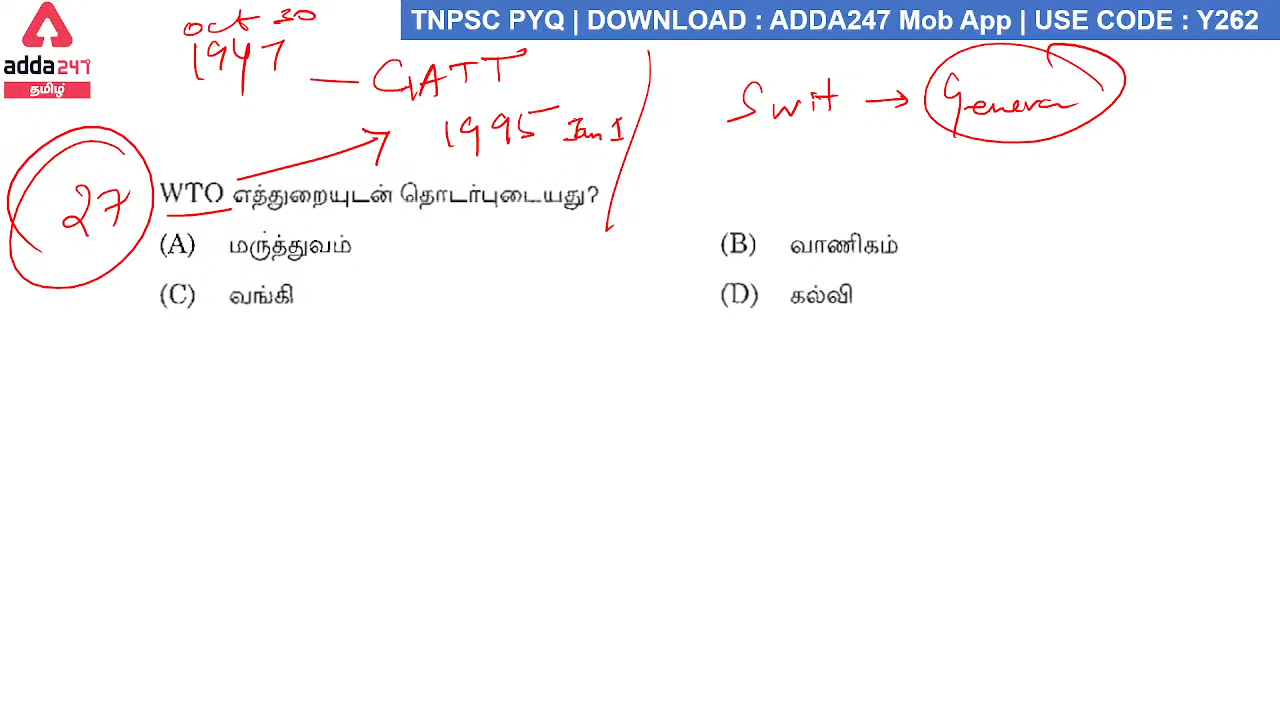 TNPSC PYQ | DOWNLOAD : ADDA247 Mob App | USE CODE : Y262
adda247
தமிழ்
Oct 30
1947 — GATT
1995 Jan 1
Swit → Geneva
27
WTO எத்துறையுடன் தொடர்புடையது?
(A) மருத்துவம் (B) வாணிகம்
(C) வங்கி (D) கல்வி